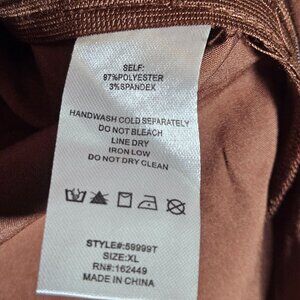 SELF:
97%POLYESTER
3%SPANDEX
HANDWASH COLD SEPARATELY
DO NOT BLEACH
LINE DRY
IRON LOW
DO NOT DRY CLEAN
STYLE#:59999T
SIZE:XL
RN#:162449
MADE IN CHINA